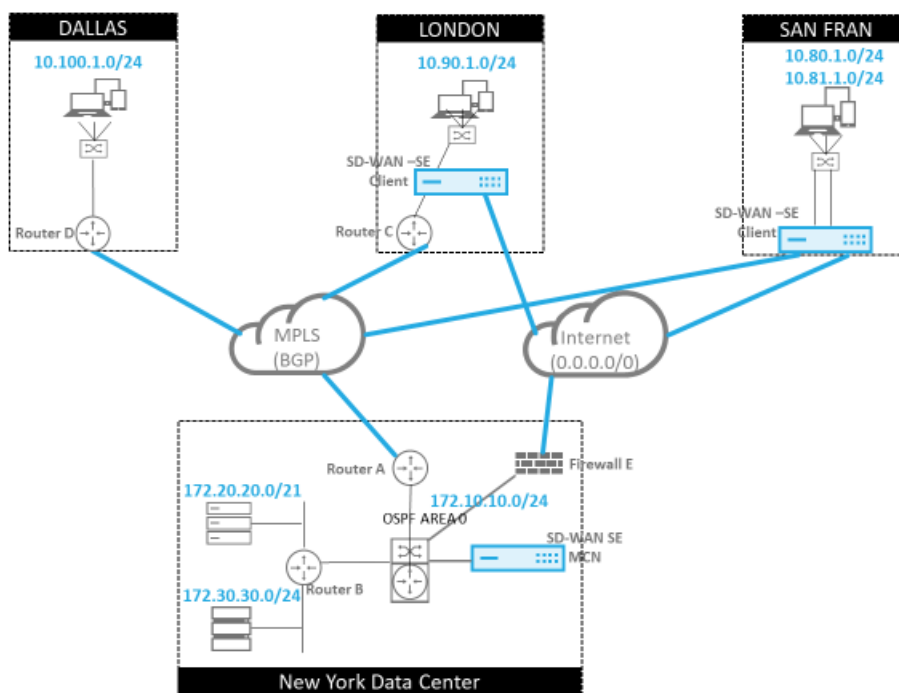 DALLAS
10.100.1.0/24
Router D
LONDON
10.90.1.0/24
SD-WAN –SE
Client
Router C
SAN FRAN
10.80.1.0/24
10.81.1.0/24
SD-WAN –SE
Client
MPLS
(BGP)
Internet
(0.0.0.0/0)
Router A
Firewall E
172.20.20.0/21
172.10.10.0/24
OSPF AREA 0
SD-WAN SE
MCN
Router B
172.30.30.0/24
New York Data Center